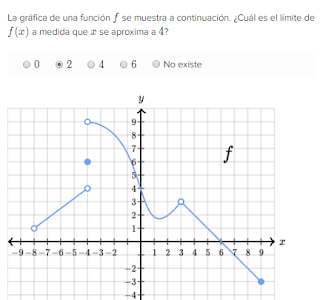 La gráfica de una función f se muestra a continuación. ¿Cuál es el límite de
f(x) a medida que x se aproxima a 4?
0 2 4 6 No existe
y
9
8
7
6
5
4
3
2
1
f
x
-9 -8 -7 -6 -5 -4 -3 -2 1 2 3 4 5 6 7 8 9
-2
-3
-4